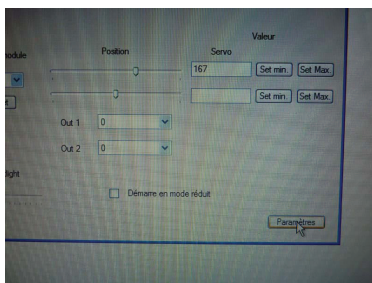 Valeur
module Position Servo
167 Set min. Set Max.
Set min. Set Max.
Out 1 0
Out 2 0
light
Démarre en mode réduit
Paramètres